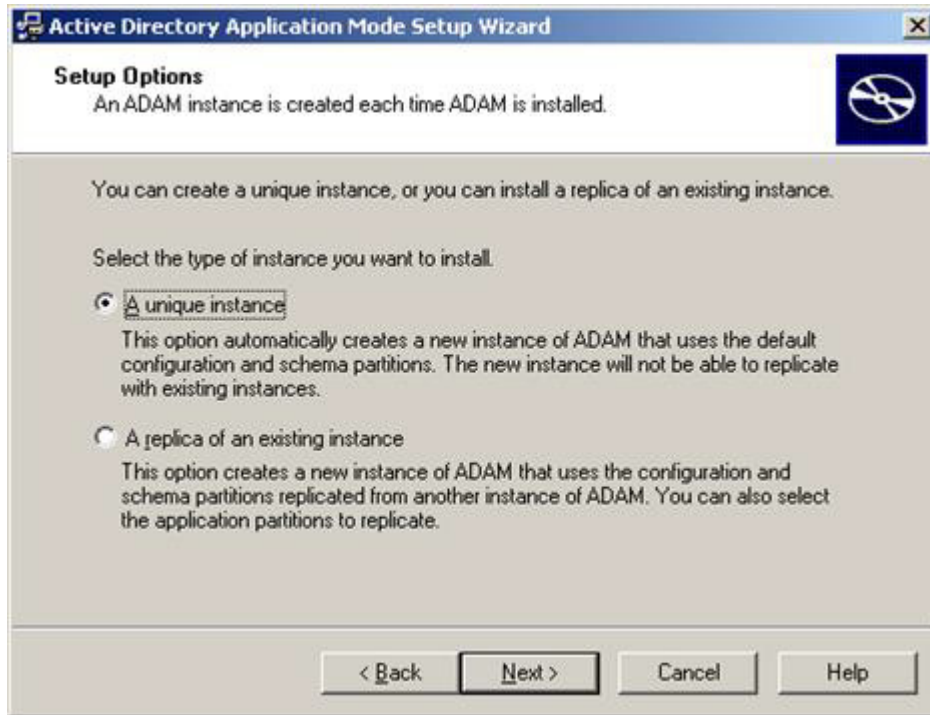 Active Directory Application Mode Setup Wizard
Setup Options
An ADAM instance is created each time ADAM is installed.
You can create a unique instance, or you can install a replica of an existing instance.
Select the type of instance you want to install.
A unique instance
This option automatically creates a new instance of ADAM that uses the default
configuration and schema partitions. The new instance will not be able to replicate
with existing instances.
A replica of an existing instance
This option creates a new instance of ADAM that uses the configuration and
schema partitions replicated from another instance of ADAM. You can also select
the application partitions to replicate.
< Back Next > Cancel Help